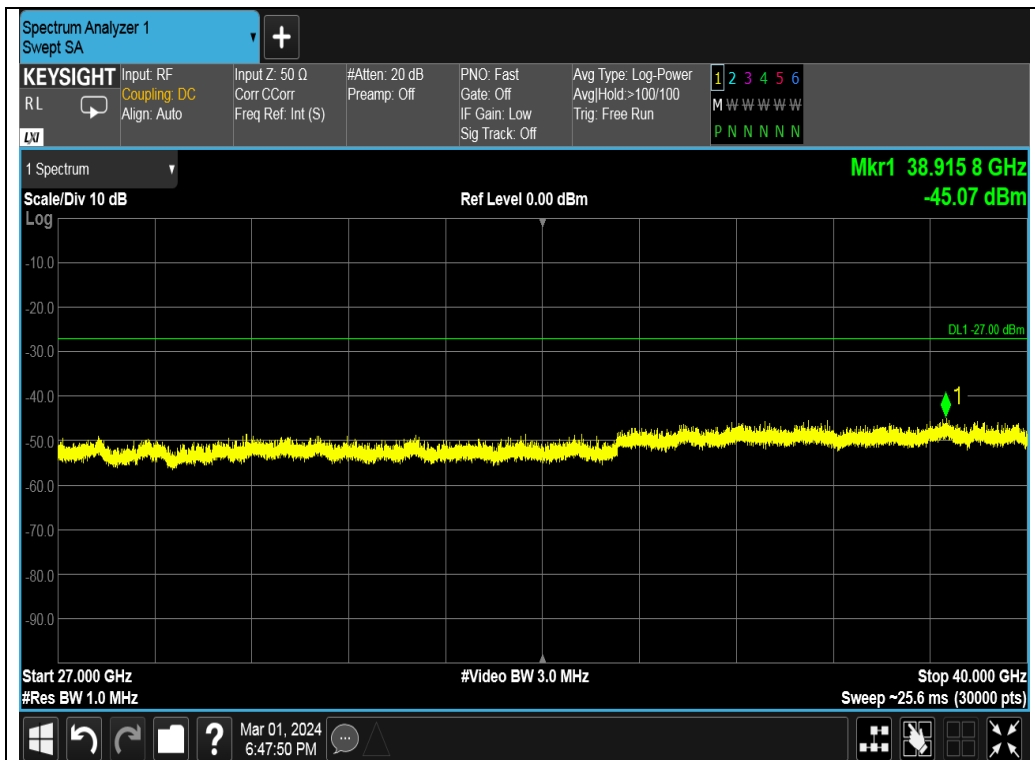 Spectrum Analyzer 1
Swept SA
+
KEYSIGHT
RL
LXI
Input: RF
Coupling: DC
Align: Auto
Input Z: 50 Ω
Corr CCorr
Freq Ref: Int (S)
#Atten: 20 dB
Preamp: Off
PNO: Fast
Gate: Off
IF Gain: Low
Sig Track: Off
Avg Type: Log-Power
Avg|Hold:>100/100
Trig: Free Run
1 2 3 4 5 6
M W W W W W
P N N N N N
1 Spectrum
Mkr1 38.915 8 GHz
Scale/Div 10 dB
Ref Level 0.00 dBm
-45.07 dBm
Log
-10.0
-20.0
DL1 -27.00 dBm
-30.0
-40.0
1
-50.0
-60.0
-70.0
-80.0
-90.0
Start 27.000 GHz
#Video BW 3.0 MHz
Stop 40.000 GHz
#Res BW 1.0 MHz
Sweep ~25.6 ms (30000 pts)
?
Mar 01, 2024
6:47:50 PM